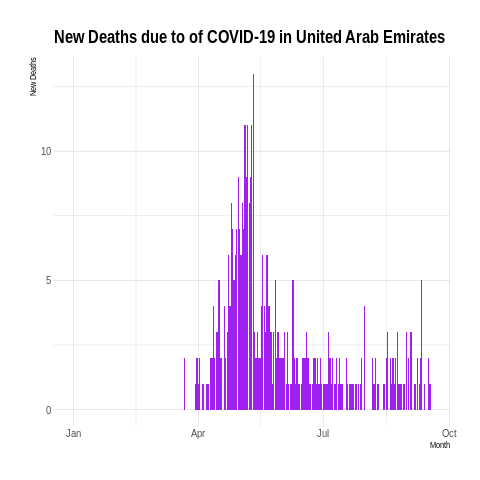 New Deaths due to of COVID-19 in United Arab Emirates
New Deaths
10
5
0
Jan Apr Jul Oct
Month